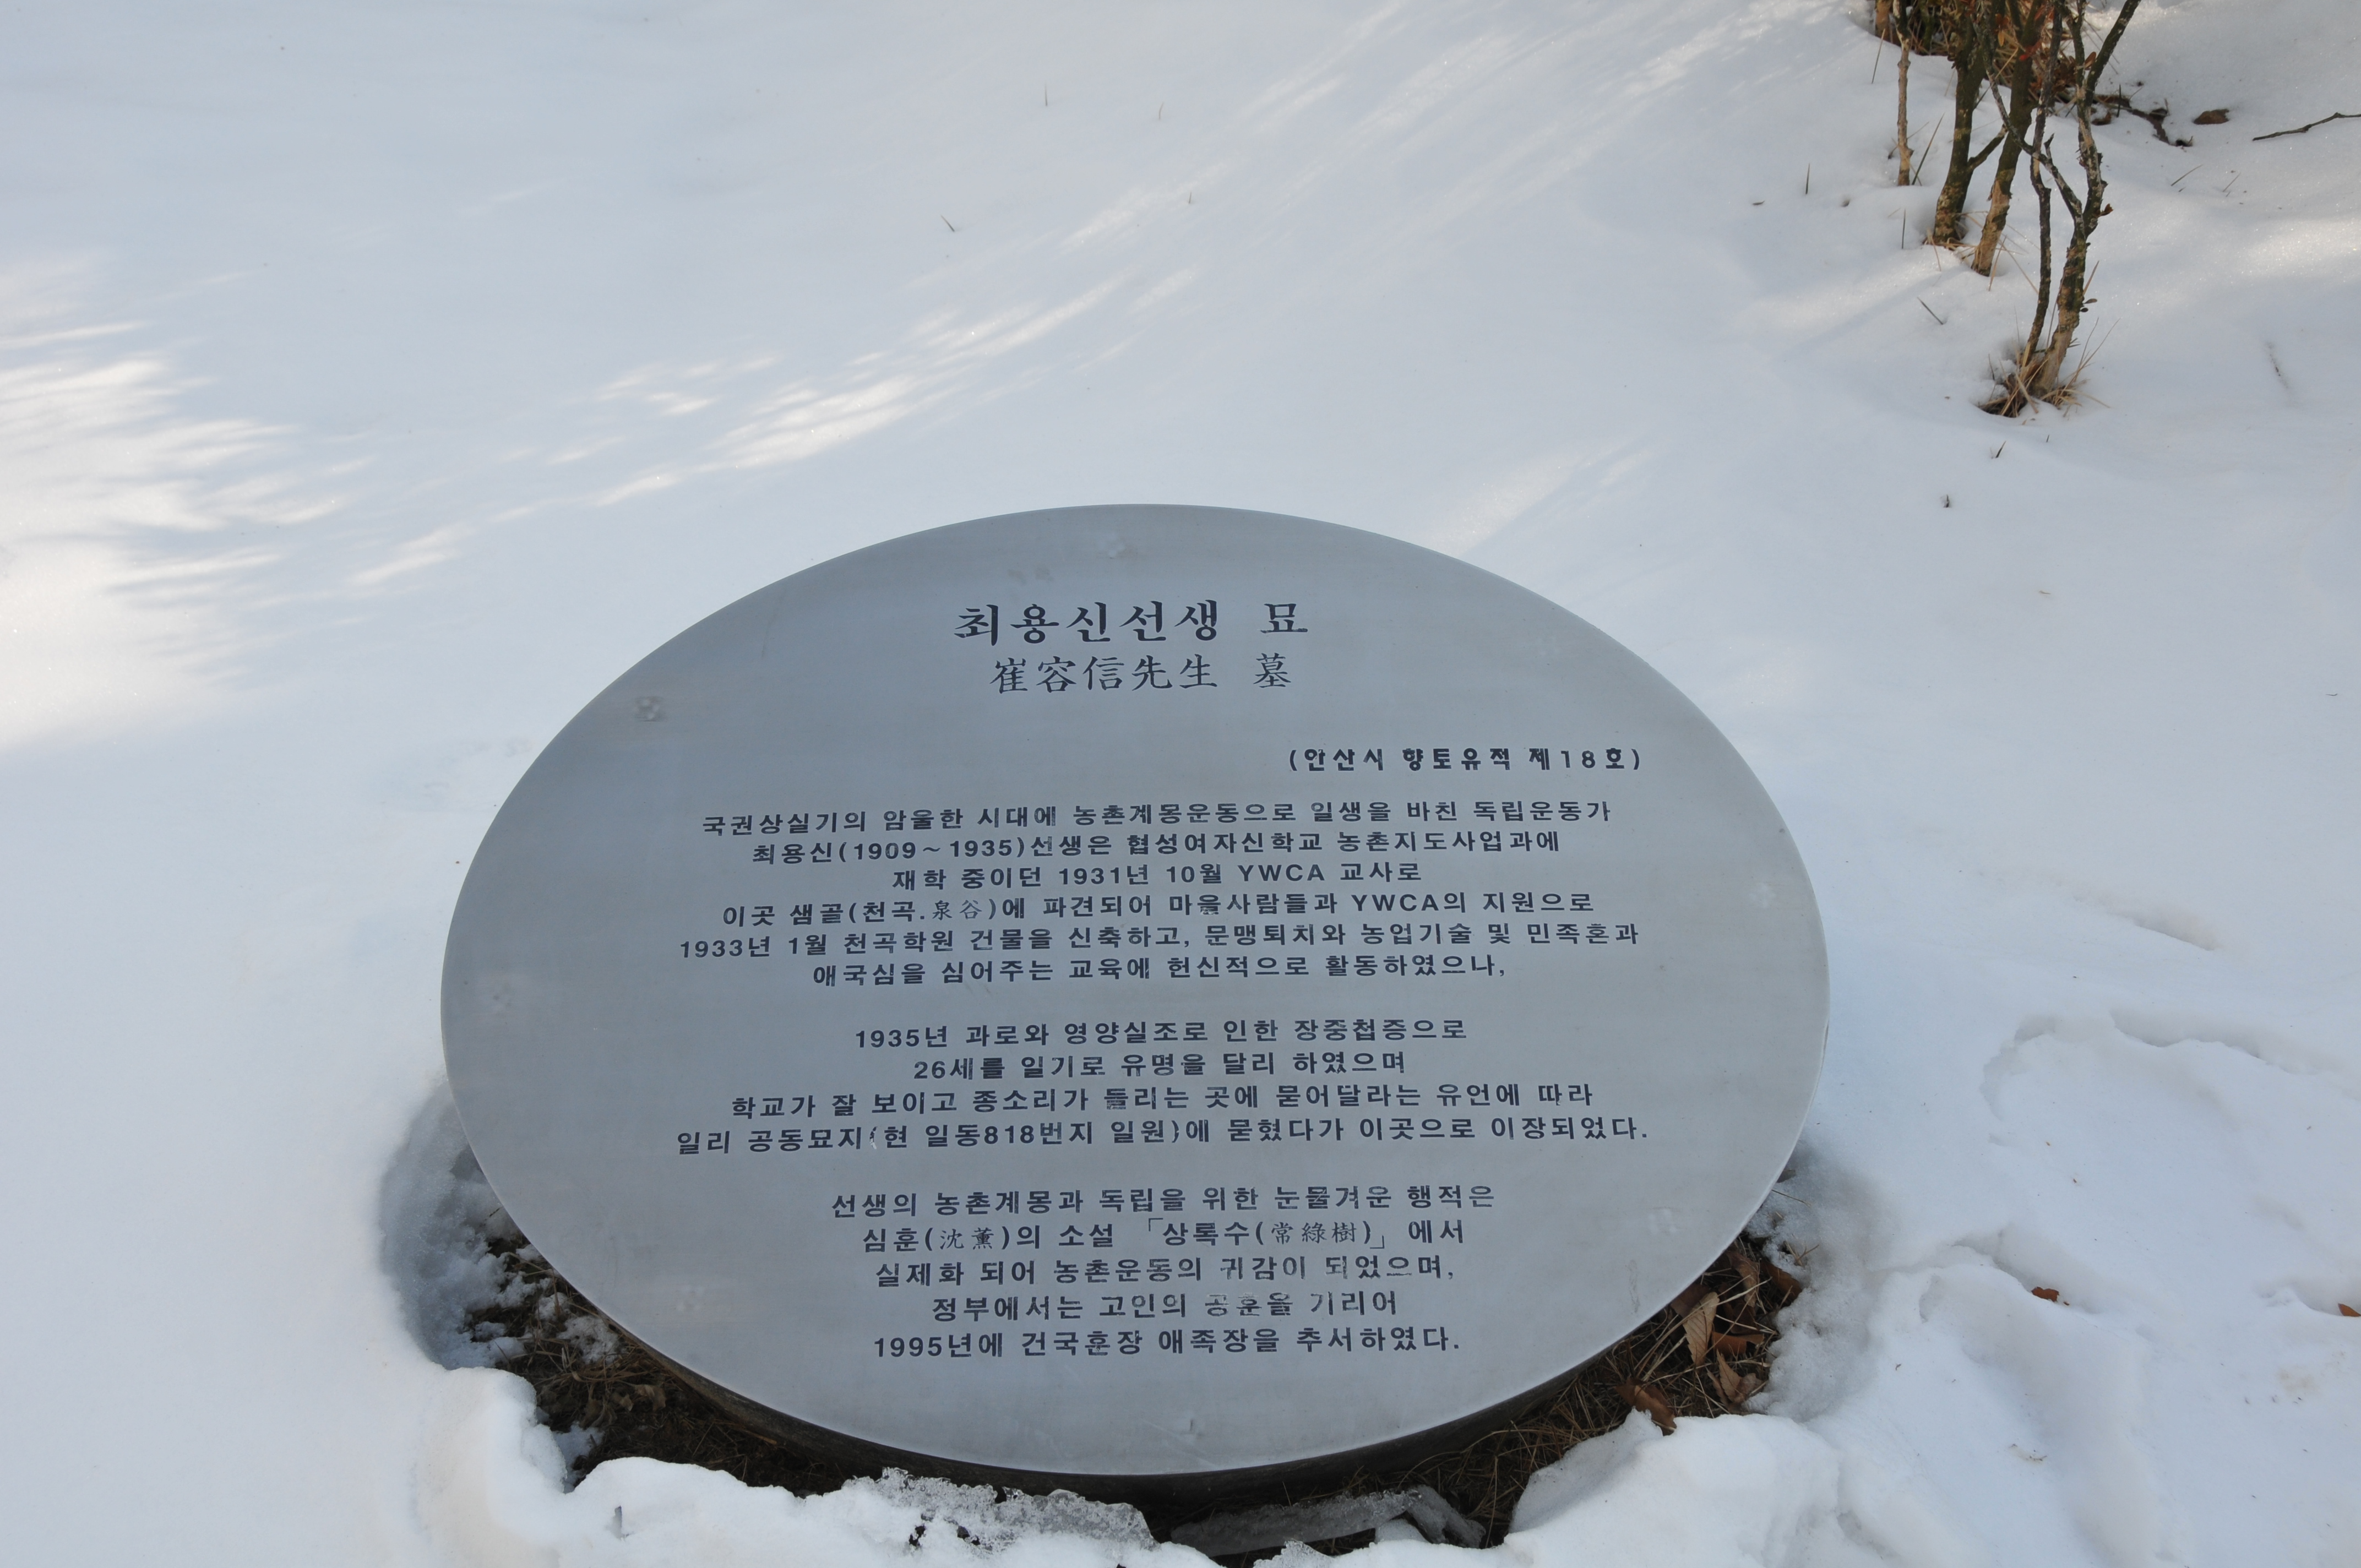 최용신선생 묘
崔容信先生 墓
(안산시 향토유적 제18호)
국권상실기의 암울한 시대에 농촌계몽운동으로 일생을 바친 독립운동가
최용신(1909~1935)선생은 협성여자신학교 농촌지도사업과에
재학 중이던 1931년 10월 YWCA 교사로
이곳 샘골(천곡.泉谷)에 파견되어 마을사람들과 YWCA의 지원으로
1933년 1월 천곡학원 건물을 신축하고, 문맹퇴치와 농업기술 및 민족혼과
애국심을 심어주는 교육에 헌신적으로 활동하였으나,
1935년 과로와 영양실조로 인한 장중첩증으로
26세를 일기로 유명을 달리 하였으며
학교가 잘 보이고 종소리가 들리는 곳에 묻어달라는 유언에 따라
일리 공동묘지(현 일동818번지 일원)에 묻혔다가 이곳으로 이장되었다.
선생의 농촌계몽과 독립을 위한 눈물겨운 행적은
심훈(沈薰)의 소설 「상록수(常綠樹)」 에서
실제화 되어 농촌운동의 귀감이 되었으며,
정부에서는 고인의 공훈을 기리어
1995년에 건국훈장 애족장을 추서하였다.